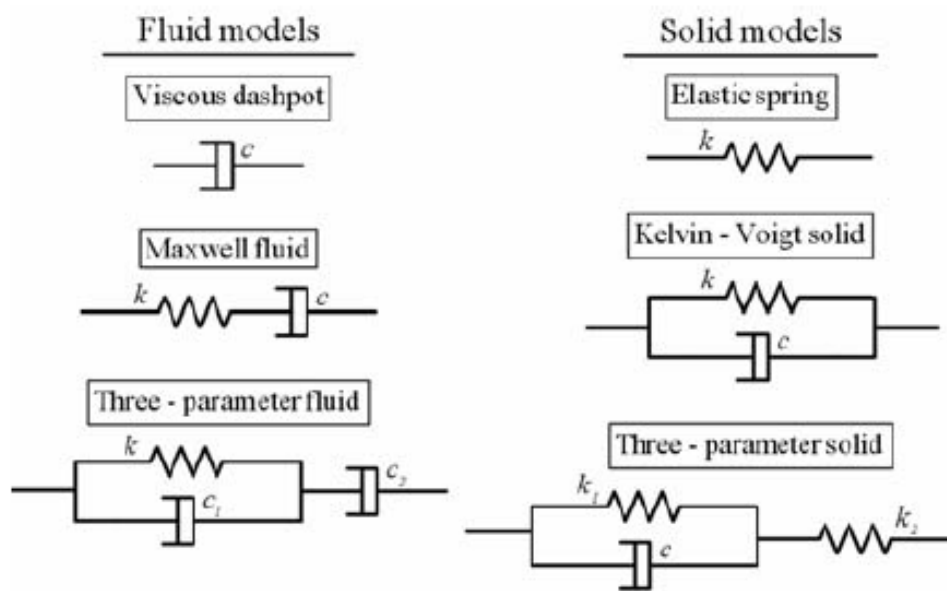 Fluid models
Viscous dashpot
c
Maxwell fluid
k
c
Three - parameter fluid
k
c₁
c₂
Solid models
Elastic spring
k
Kelvin - Voigt solid
k
c
Three - parameter solid
k₁
c
k₂